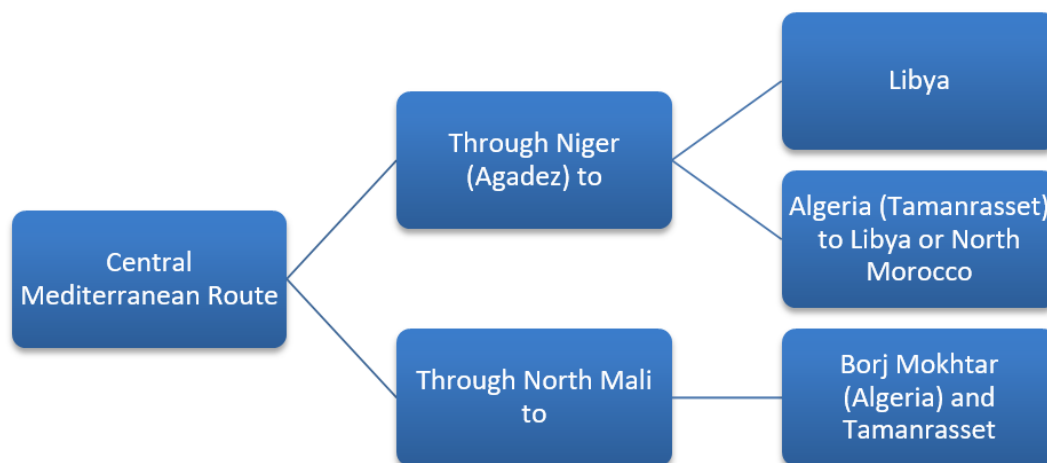 Central
Mediterranean Route
Through Niger
(Agadez) to
Libya
Algeria (Tamanrasset)
to Libya or North
Morocco
Through North Mali
to
Borj Mokhtar
(Algeria) and
Tamanrasset